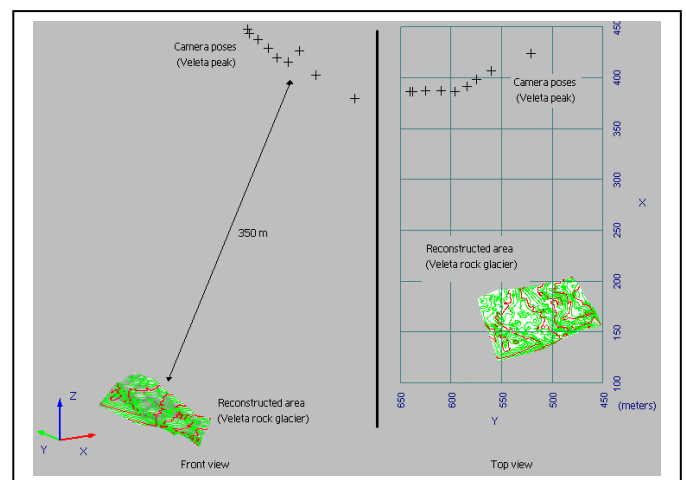 Camera poses
(Veleta peak)
350 m
Reconstructed area
(Veleta rock glacier)
Z
Y
X
Front view
Camera poses
(Veleta peak)
Reconstructed area
(Veleta rock glacier)
450
400
350
300
250
X
200
150
100
650
600
550
500
450
(meters)
Y
Top view